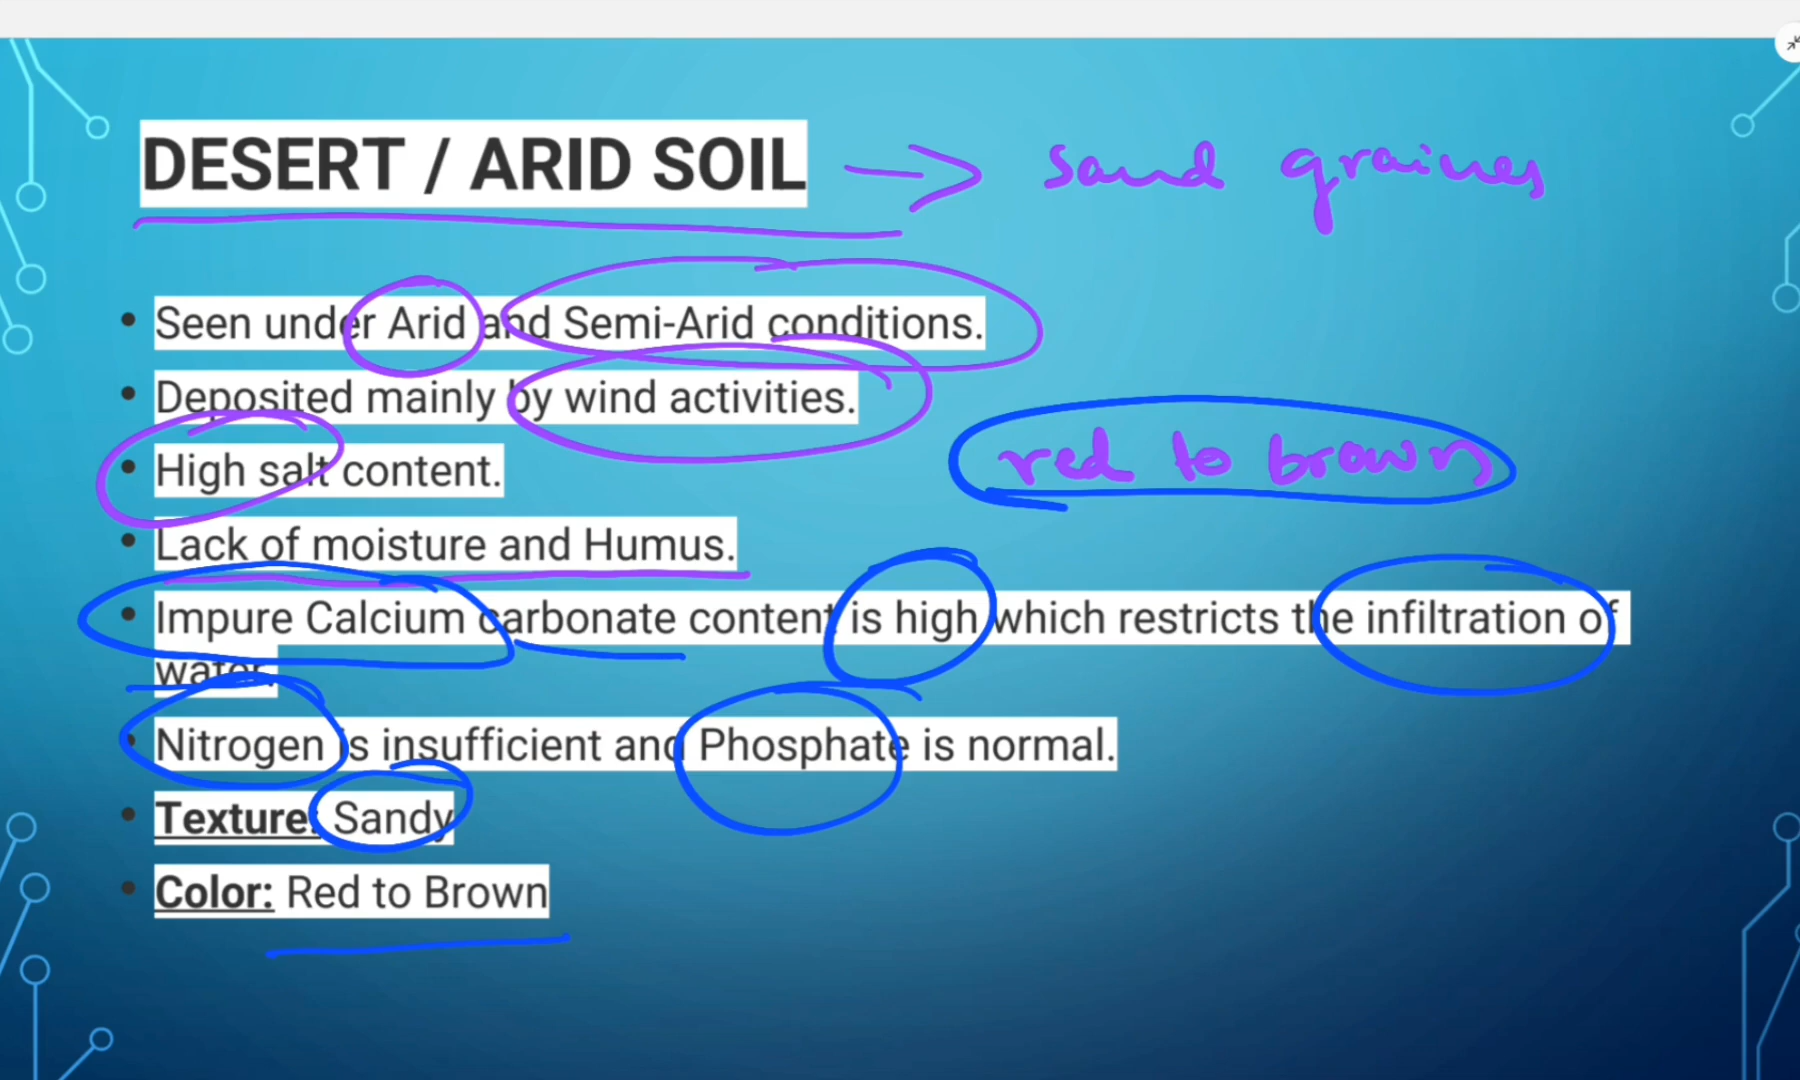 DESERT / ARID SOIL → sand graines
• Seen under Arid and Semi-Arid conditions.
• Deposited mainly by wind activities.
red to brown
• High salt content.
• Lack of moisture and Humus.
• Impure Calcium carbonate content is high which restricts the infiltration of
water.
• Nitrogen is insufficient and Phosphate is normal.
• Texture: Sandy
• Color: Red to Brown